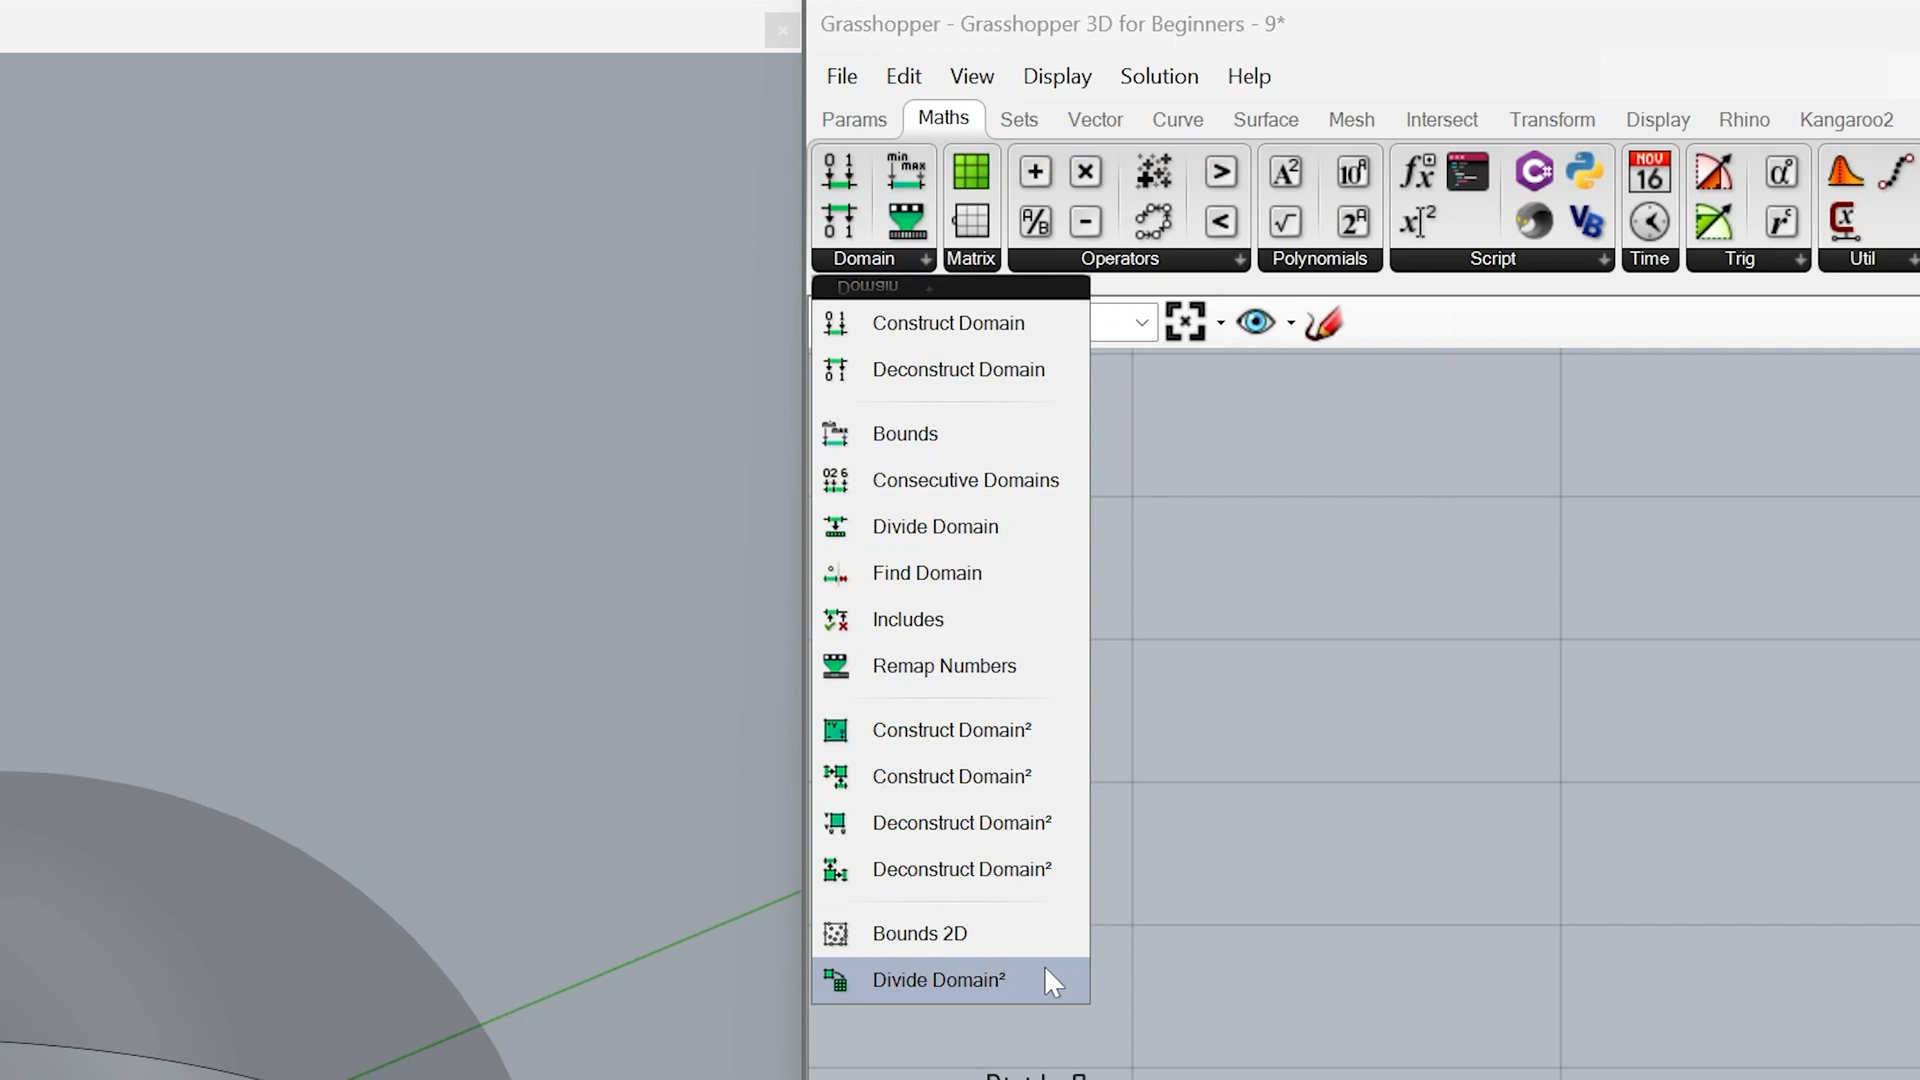 Grasshopper - Grasshopper 3D for Beginners - 9*
File Edit View Display Solution Help
Params Maths Sets Vector Curve Surface Mesh Intersect Transform Display Rhino Kangaroo2
Domain Matrix Operators Polynomials Script Time Trig Util
Domain
Construct Domain
Deconstruct Domain
Bounds
Consecutive Domains
Divide Domain
Find Domain
Includes
Remap Numbers
Construct Domain²
Construct Domain²
Deconstruct Domain²
Deconstruct Domain²
Bounds 2D
Divide Domain²